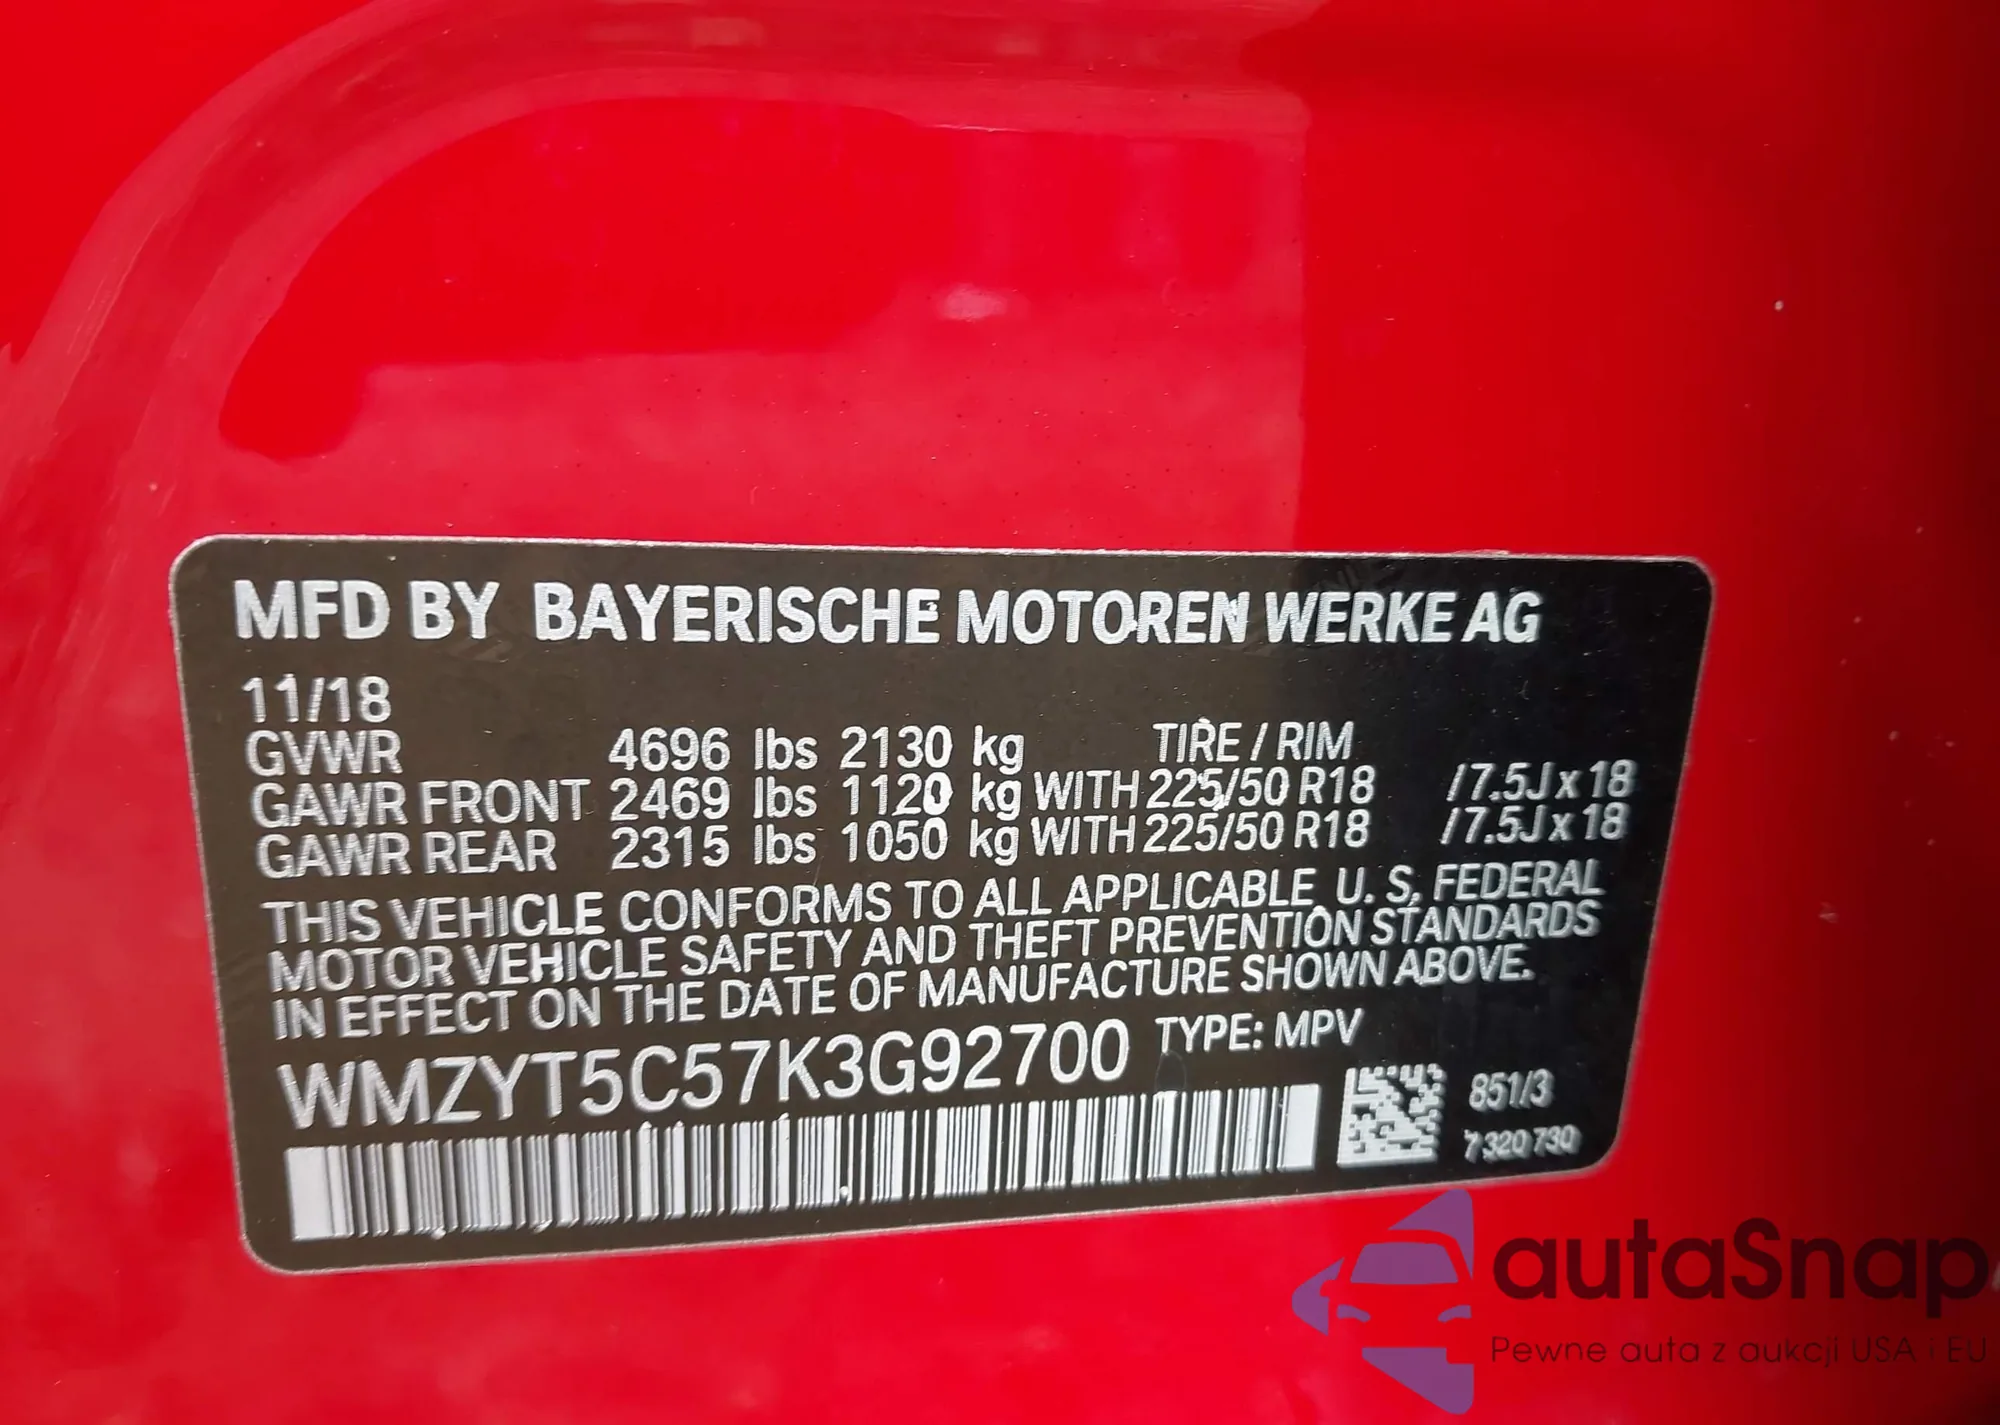 MFD BY BAYERISCHE MOTOREN WERKE AG
11/18
GVWR 4696 lbs 2130 kg TIRE / RIM
GAWR FRONT 2469 lbs 1120 kg WITH 225/50 R18 /7.5J x 18
GAWR REAR 2315 lbs 1050 kg WITH 225/50 R18 /7.5J x 18
THIS VEHICLE CONFORMS TO ALL APPLICABLE U. S. FEDERAL
MOTOR VEHICLE SAFETY AND THEFT PREVENTION STANDARDS
IN EFFECT ON THE DATE OF MANUFACTURE SHOWN ABOVE.
WMZYT5C57K3G92700 TYPE: MPV
851/3
7 320 730
autaSnap
Pewne auta z aukcji USA i EU